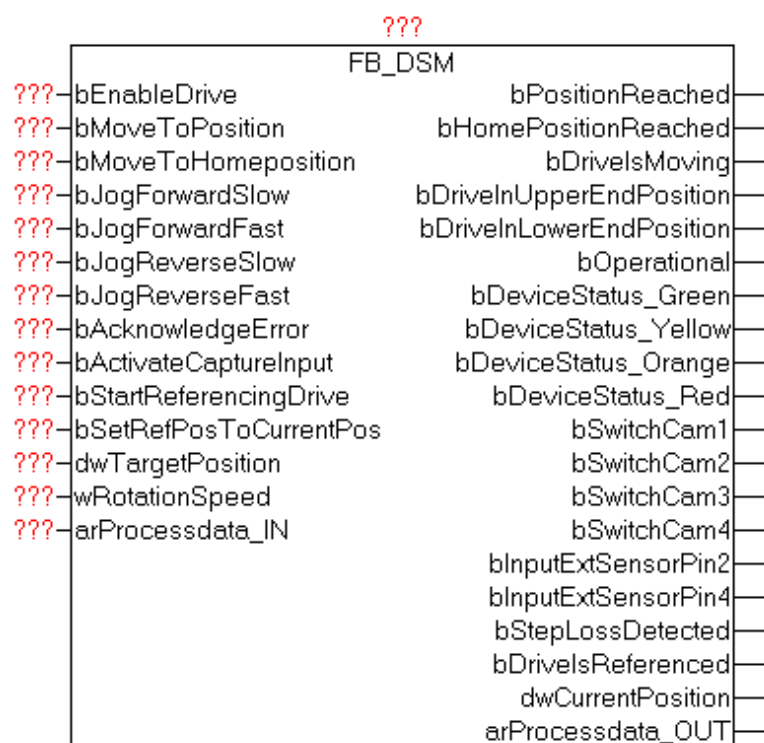 ???
FB_DSM
???-bEnableDrive bPositionReached
???-bMoveToPosition bHomePositionReached
???-bMoveToHomeposition bDriveIsMoving
???-bJogForwardSlow bDriveInUpperEndPosition
???-bJogForwardFast bDriveInLowerEndPosition
???-bJogReverseSlow bOperational
???-bJogReverseFast bDeviceStatus_Green
???-bAcknowledgeError bDeviceStatus_Yellow
???-bActivateCaptureInput bDeviceStatus_Orange
???-bStartReferencingDrive bDeviceStatus_Red
???-bSetRefPosToCurrentPos bSwitchCam1
???-dwTargetPosition bSwitchCam2
???-wRotationSpeed bSwitchCam3
???-arProcessdata_IN bSwitchCam4
bInputExtSensorPin2
bInputExtSensorPin4
bStepLossDetected
bDriveIsReferenced
dwCurrentPosition
arProcessdata_OUT